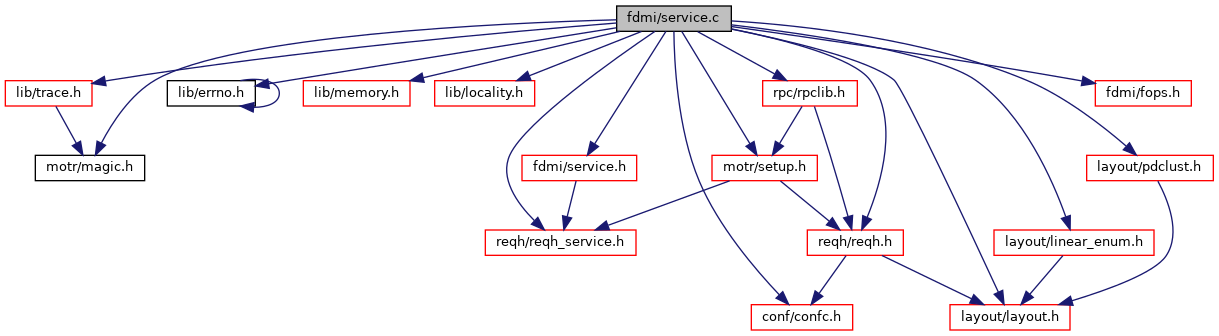 fdmi/service.c
lib/trace.h
lib/errno.h
lib/memory.h
lib/locality.h
rpc/rpclib.h
fdmi/fops.h
motr/magic.h
fdmi/service.h
motr/setup.h
layout/pdclust.h
reqh/reqh_service.h
reqh/reqh.h
layout/linear_enum.h
conf/confc.h
layout/layout.h